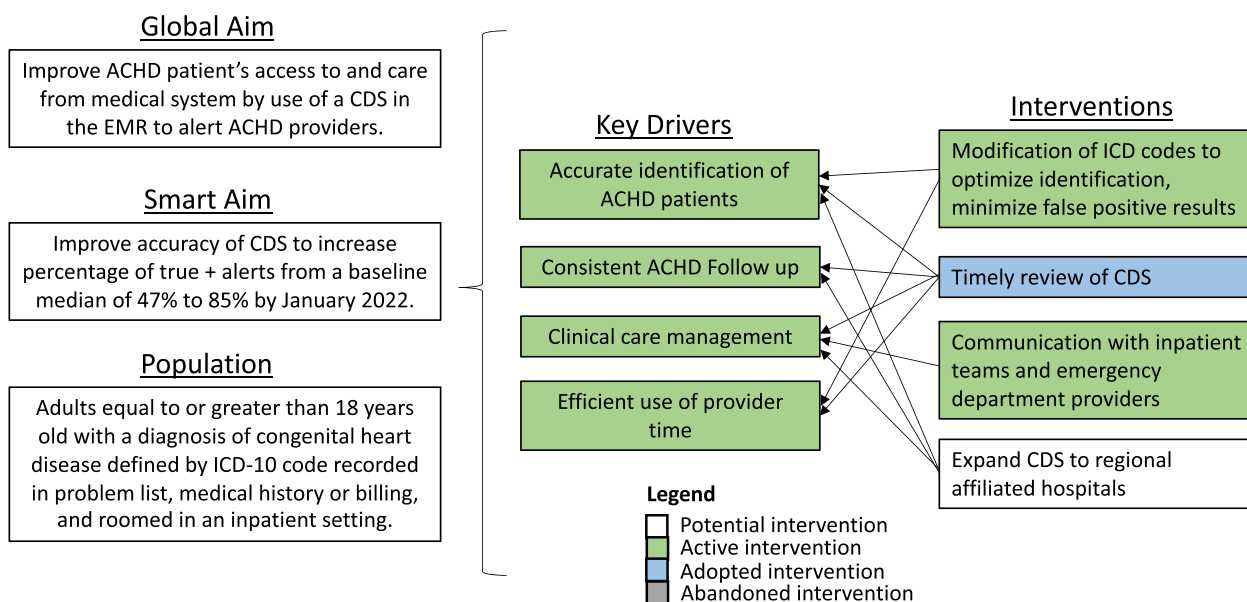 Global Aim
Improve ACHD patient's access to and care
from medical system by use of a CDS in
the EMR to alert ACHD providers.
Smart Aim
Improve accuracy of CDS to increase
percentage of true + alerts from a baseline
median of 47% to 85% by January 2022.
Population
Adults equal to or greater than 18 years
old with a diagnosis of congenital heart
disease defined by ICD-10 code recorded
in problem list, medical history or billing,
and roomed in an inpatient setting.
Key Drivers
Accurate identification of
ACHD patients
Consistent ACHD Follow up
Clinical care management
Efficient use of provider
time
Interventions
Modification of ICD codes to
optimize identification,
minimize false positive results
Timely review of CDS
Communication with inpatient
teams and emergency
department providers
Expand CDS to regional
affiliated hospitals
Legend
Potential intervention
Active intervention
Adopted intervention
Abandoned intervention